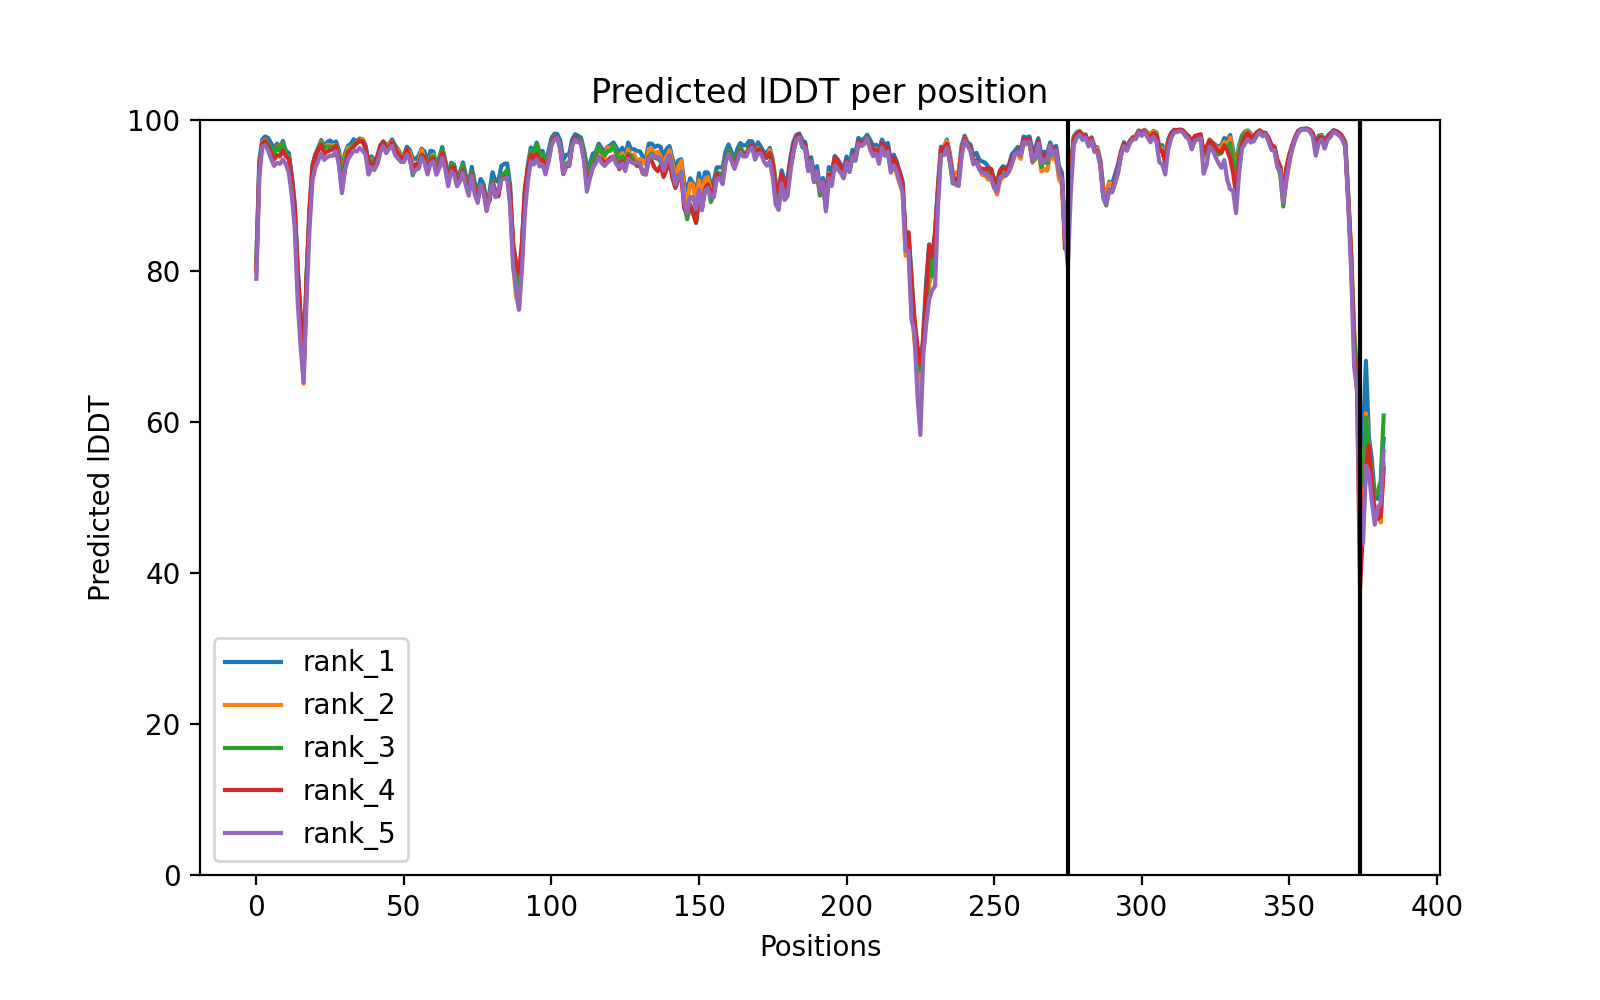 Predicted lDDT per position
100
80
60
40
20
0
Predicted lDDT
rank_1
rank_2
rank_3
rank_4
rank_5
0 50 100 150 200 250 300 350 400
Positions